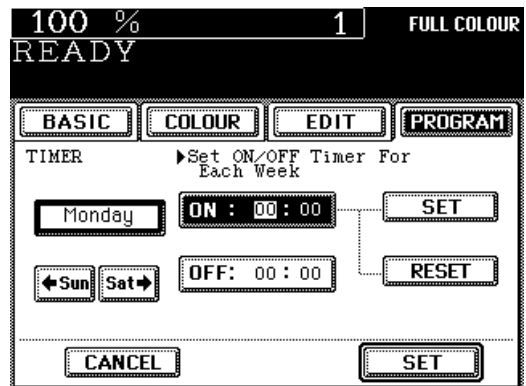 100 % 1 FULL COLOUR
READY
BASIC COLOUR EDIT PROGRAM
TIMER ▶Set ON/OFF Timer For
Each Week
Monday ON : 00 : 00 SET
←Sun Sat→ OFF: 00 : 00 RESET
CANCEL SET